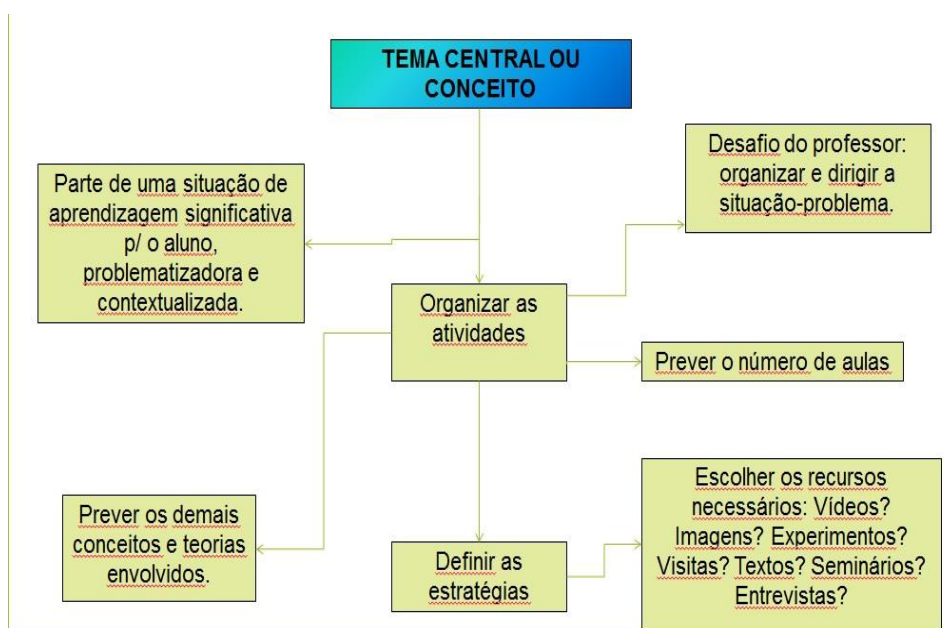 TEMA CENTRAL OU
CONCEITO
Desafio do professor:
organizar e dirigir a
situação-problema.
Parte de uma situação de
aprendizagem significativa
p/ o aluno,
problematizadora e
contextualizada.
Organizar as
atividades
Prever o número de aulas
Prever os demais
conceitos e teorias
envolvidos.
Definir as
estratégias
Escolher os recursos
necessários: Vídeos?
Imagens? Experimentos?
Visitas? Textos? Seminários?
Entrevistas?